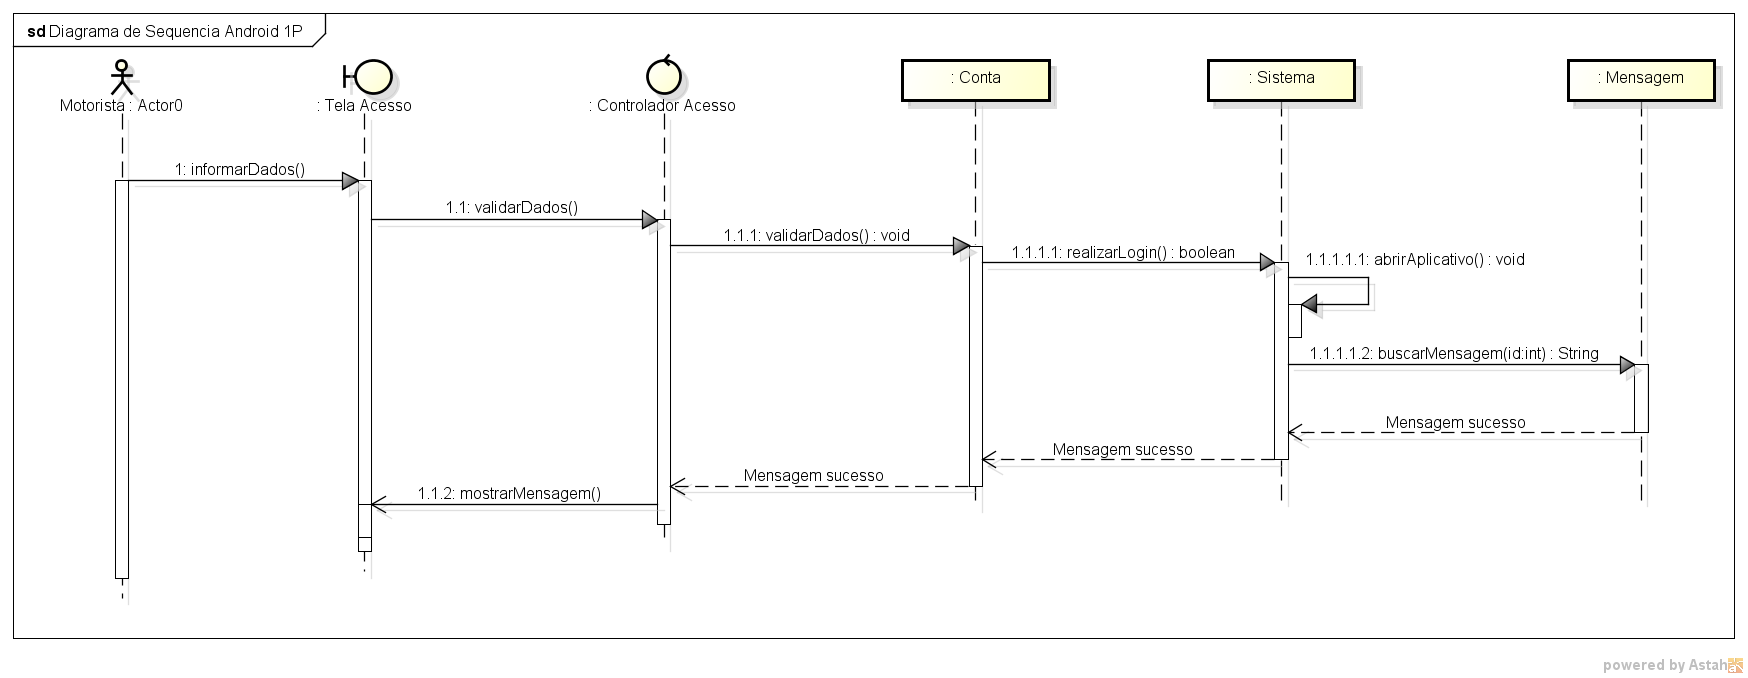 sd Diagrama de Sequencia Android 1P
Motorista : Actor0
: Tela Acesso
: Controlador Acesso
: Conta
: Sistema
: Mensagem
1: informarDados()
1.1: validarDados()
1.1.1: validarDados() : void
1.1.1.1: realizarLogin() : boolean
1.1.1.1.1: abrirAplicativo() : void
1.1.1.1.2: buscarMensagem(id:int) : String
Mensagem sucesso
Mensagem sucesso
Mensagem sucesso
1.1.2: mostrarMensagem()
powered by Astah